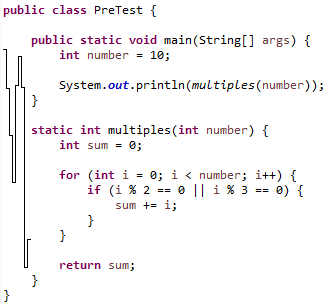 public class PreTest {
public static void main(String[] args) {
int number = 10;
System.out.println(multiples(number));
}
static int multiples(int number) {
int sum = 0;
for (int i = 0; i < number; i++) {
if (i % 2 == 0 || i % 3 == 0) {
sum += i;
}
}
return sum;
}
}